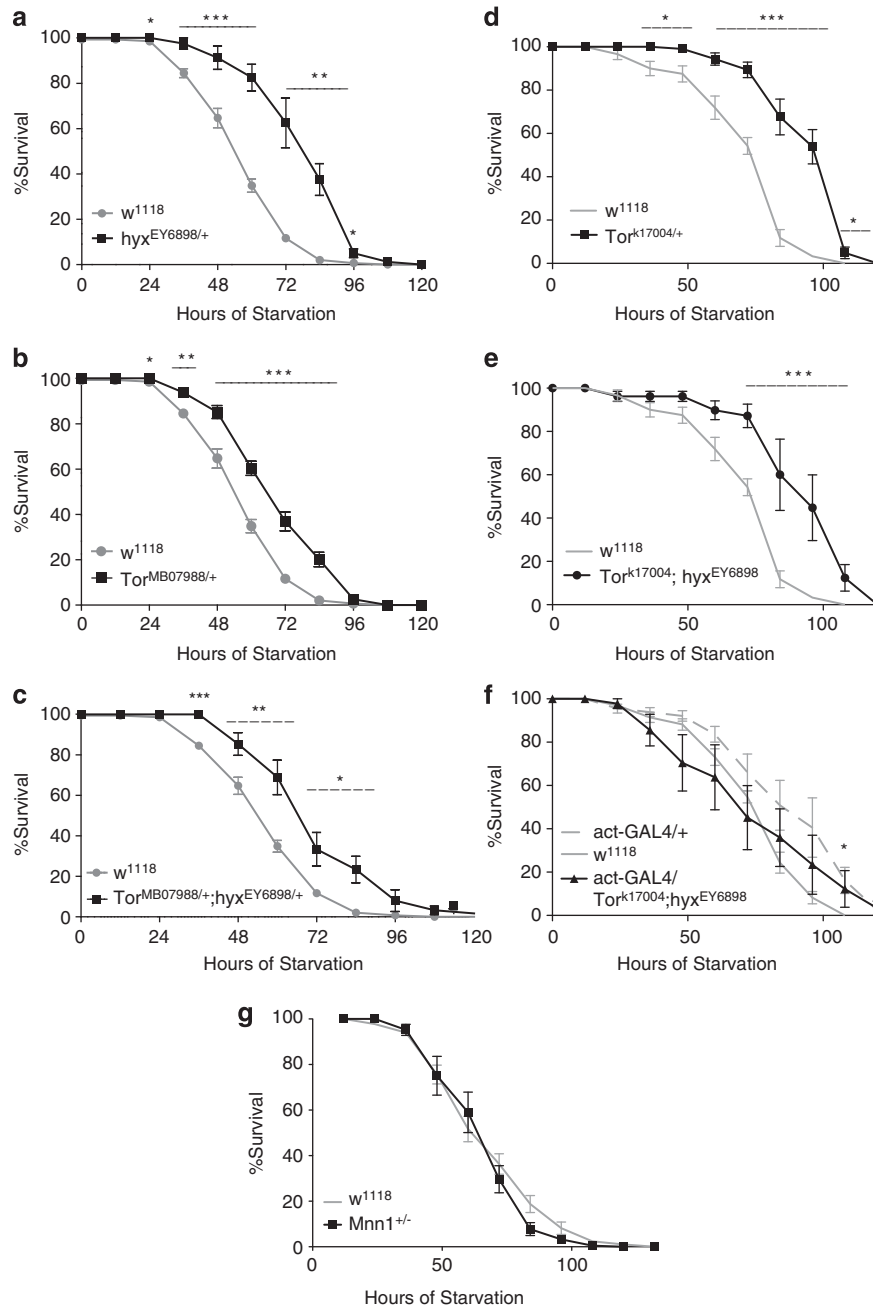 a
100
80
60
40
20
0
%Survival
*
***
**
*
w1118
hyxEY6898/+
0 24 48 72 96 120
Hours of Starvation
b
100
80
60
40
20
0
%Survival
*
**
***
w1118
TorMB07988/+
0 24 48 72 96 120
Hours of Starvation
c
100
80
60
40
20
0
%Survival
***
**
*
w1118
TorMB07988/+;hyxEY6898/+
0 24 48 72 96 120
Hours of Starvation
d
100
80
60
40
20
0
%Survival
*
***
*
w1118
Tork17004/+
0 50 100
Hours of Starvation
e
100
80
60
40
20
0
%Survival
***
w1118
Tork17004; hyxEY6898
0 50 100
Hours of Starvation
f
100
80
60
40
20
0
%Survival
*
act-GAL4/+
w1118
act-GAL4/
Tork17004;hyxEY6898
0 50 100
Hours of Starvation
g
100
80
60
40
20
0
%Survival
w1118
Mnn1+/-
0 50 100
Hours of Starvation